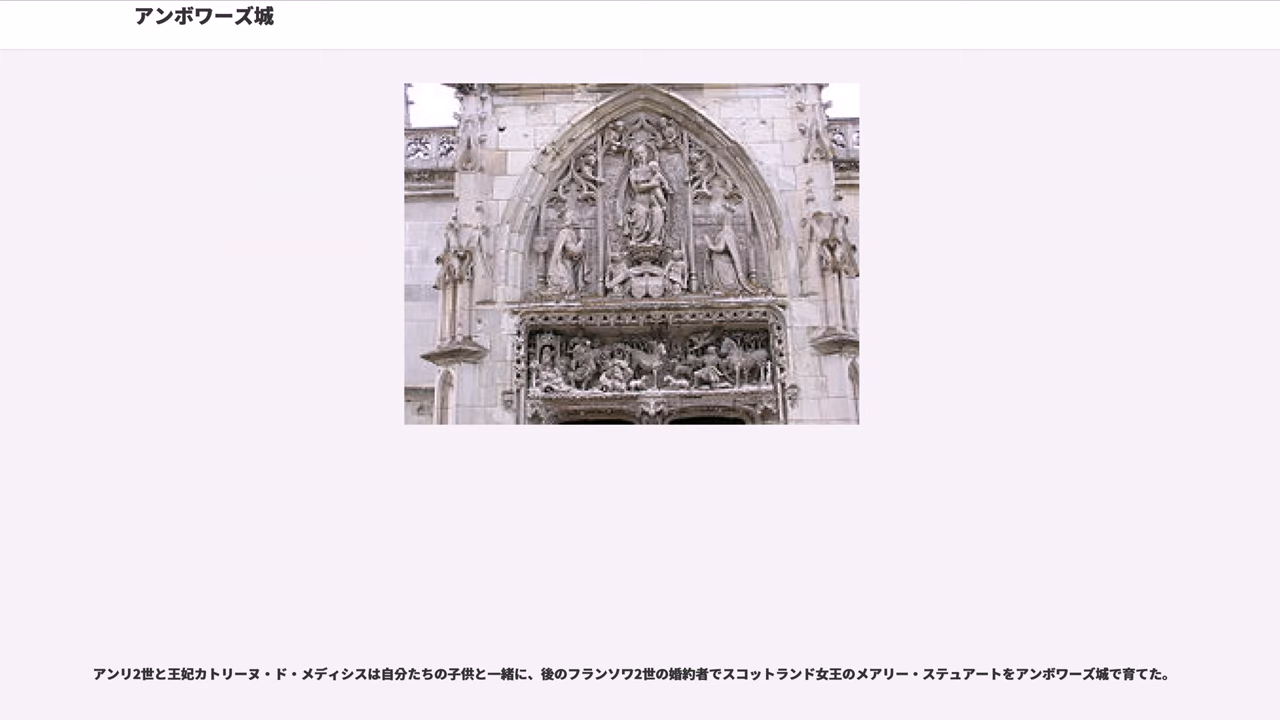 アンボワーズ城
アンリ2世と王妃カトリーヌ・ド・メディシスは自分たちの子供と一緒に、後のフランソワ2世の婚約者でスコットランド女王のメアリー・ステュアートをアンボワーズ城で育てた。